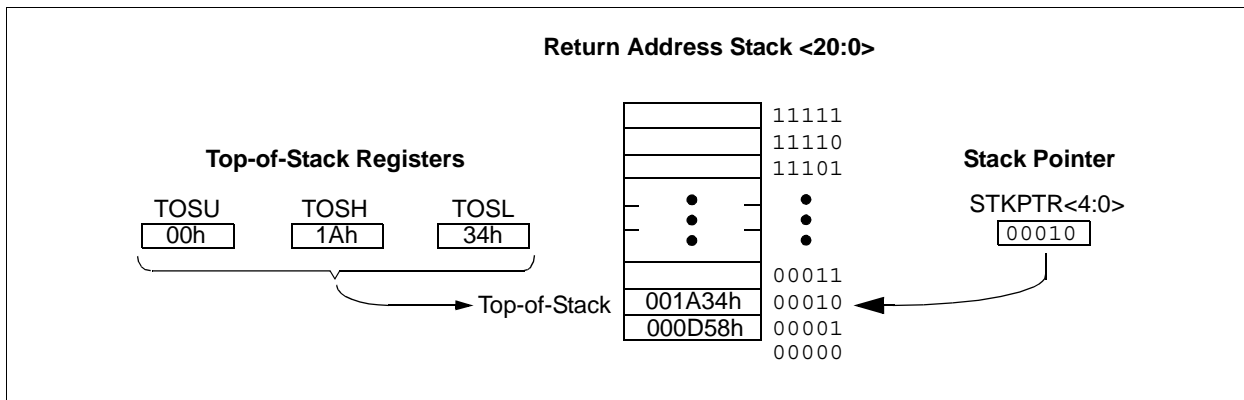 Return Address Stack <20:0>
11111
11110
Top-of-Stack Registers
11101
Stack Pointer
TOSU TOSH TOSL
STKPTR<4:0>
00h 1Ah 34h
00010
00011
Top-of-Stack 001A34h 00010
000D58h 00001
00000